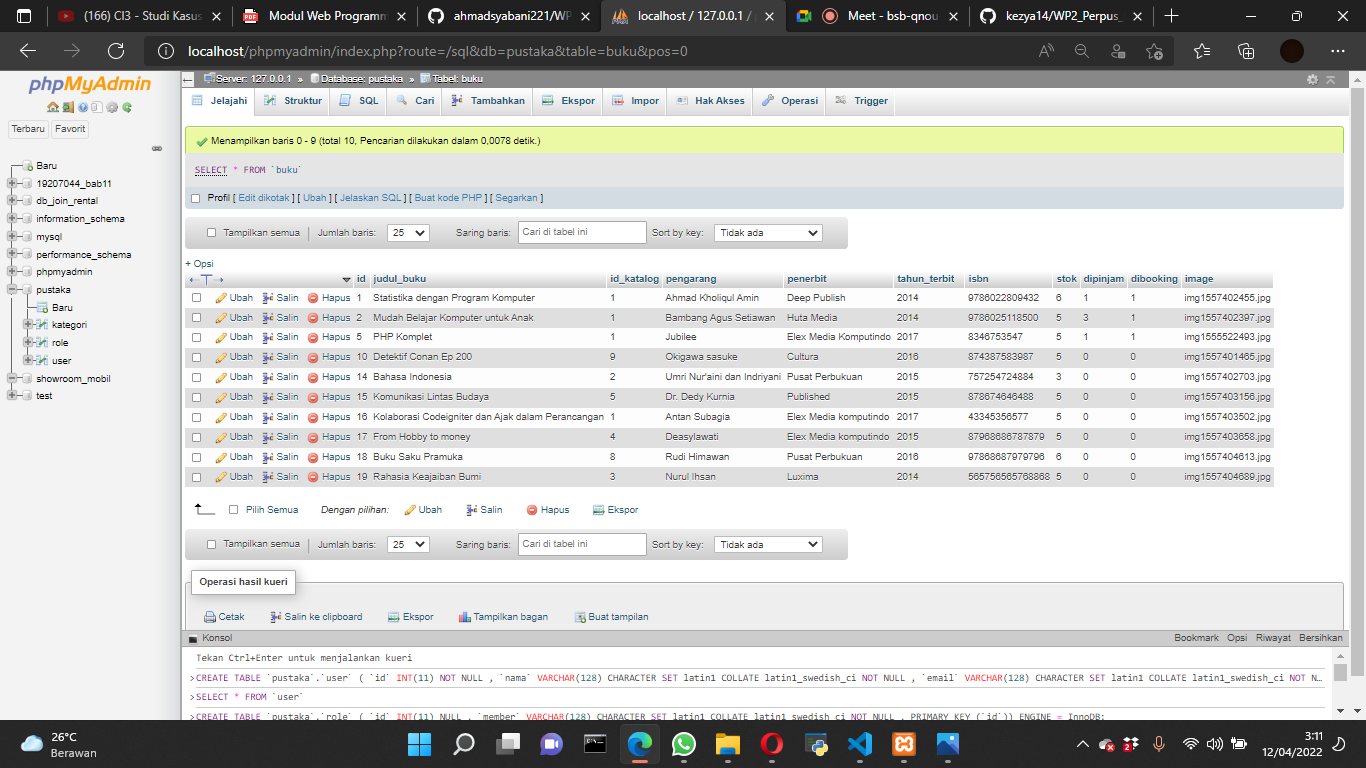 (166) CI3 - Studi Kasus
Modul Web Programm
ahmadsyabani221/WP
localhost / 127.0.0.1 / p
Meet - bsb-qnou
kezya14/WP2_Perpus_
localhost/phpmyadmin/index.php?route=/sql&db=pustaka&table=buku&pos=0
phpMyAdmin
Terbaru Favorit
Baru
19207044_bab11
db_join_rental
information_schema
mysql
performance_schema
phpmyadmin
pustaka
Baru
kategori
role
user
showroom_mobil
test
Server: 127.0.0.1 » Database: pustaka » Tabel: buku
Jelajahi Struktur SQL Cari Tambahkan Ekspor Impor Hak Akses Operasi Trigger
Menampilkan baris 0 - 9 (total 10, Pencarian dilakukan dalam 0,0078 detik.)
SELECT * FROM `buku`
Profil [ Edit dikotak ] [ Ubah ] [ Jelaskan SQL ] [ Buat kode PHP ] [ Segarkan ]
Tampilkan semua | Jumlah baris: 25 Saring baris: Cari di tabel ini Sort by key: Tidak ada
+ Opsi
id judul_buku id_katalog pengarang penerbit tahun_terbit isbn stok dipinjam dibooking image
Ubah Salin Hapus 1 Statistika dengan Program Komputer 1 Ahmad Kholiqul Amin Deep Publish 2014 9786022809432 6 1 1 img1557402455.jpg
Ubah Salin Hapus 2 Mudah Belajar Komputer untuk Anak 1 Bambang Agus Setiawan Huta Media 2014 9786025118500 5 3 1 img1557402397.jpg
Ubah Salin Hapus 5 PHP Komplet 1 Jubilee Elex Media Komputindo 2017 8346753547 5 1 1 img1555522493.jpg
Ubah Salin Hapus 10 Detektif Conan Ep 200 9 Okigawa sasuke Cultura 2016 874387583987 5 0 0 img1557401465.jpg
Ubah Salin Hapus 14 Bahasa Indonesia 2 Umri Nur'aini dan Indriyani Pusat Perbukuan 2015 757254724884 3 0 0 img1557402703.jpg
Ubah Salin Hapus 15 Komunikasi Lintas Budaya 5 Dr. Dedy Kurnia Published 2015 878674646488 5 0 0 img1557403156.jpg
Ubah Salin Hapus 16 Kolaborasi Codeigniter dan Ajak dalam Perancangan 1 Antan Subagia Elex Media komputindo 2017 43345356577 5 0 0 img1557403502.jpg
Ubah Salin Hapus 17 From Hobby to money 4 Deasylawati Elex Media komputindo 2015 87968686787879 5 0 0 img1557403658.jpg
Ubah Salin Hapus 18 Buku Saku Pramuka 8 Rudi Himawan Pusat Perbukuan 2016 97868687979796 6 0 0 img1557404613.jpg
Ubah Salin Hapus 19 Rahasia Keajaiban Bumi 3 Nurul Ihsan Luxima 2014 565756565768868 5 0 0 img1557404689.jpg
Pilih Semua Dengan pilihan: Ubah Salin Hapus Ekspor
Tampilkan semua | Jumlah baris: 25 Saring baris: Cari di tabel ini Sort by key: Tidak ada
Operasi hasil kueri
Cetak Salin ke clipboard Ekspor Tampilkan bagan Buat tampilan
Konsol Bookmark Opsi Riwayat Bersihkan
Tekan Ctrl+Enter untuk menjalankan kueri
>CREATE TABLE `pustaka`.`user` ( `id` INT(11) NOT NULL , `nama` VARCHAR(128) CHARACTER SET latin1 COLLATE latin1_swedish_ci NOT NULL , `email` VARCHAR(128) CHARACTER SET latin1 COLLATE latin1_swedish_ci NOT N…
>SELECT * FROM `user`
>CREATE TABLE `pustaka`.`role` ( `id` INT(11) NULL , `member` VARCHAR(128) CHARACTER SET latin1 COLLATE latin1_swedish_ci NOT NULL , PRIMARY KEY (`id`)) ENGINE = InnoDB;
26°C
Berawan
3:11
12/04/2022